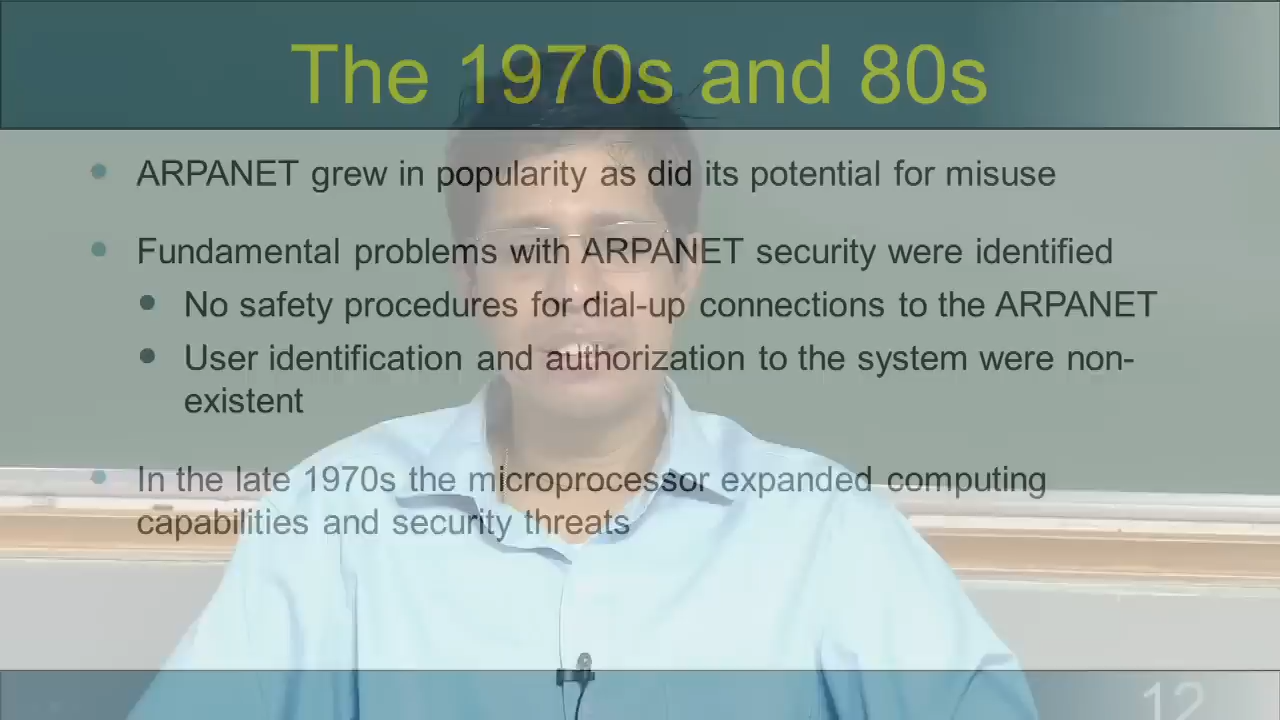 The 1970s and 80s
ARPANET grew in popularity as did its potential for misuse
Fundamental problems with ARPANET security were identified
No safety procedures for dial-up connections to the ARPANET
User identification and authorization to the system were non-
existent
In the late 1970s the microprocessor expanded computing
capabilities and security threats
12